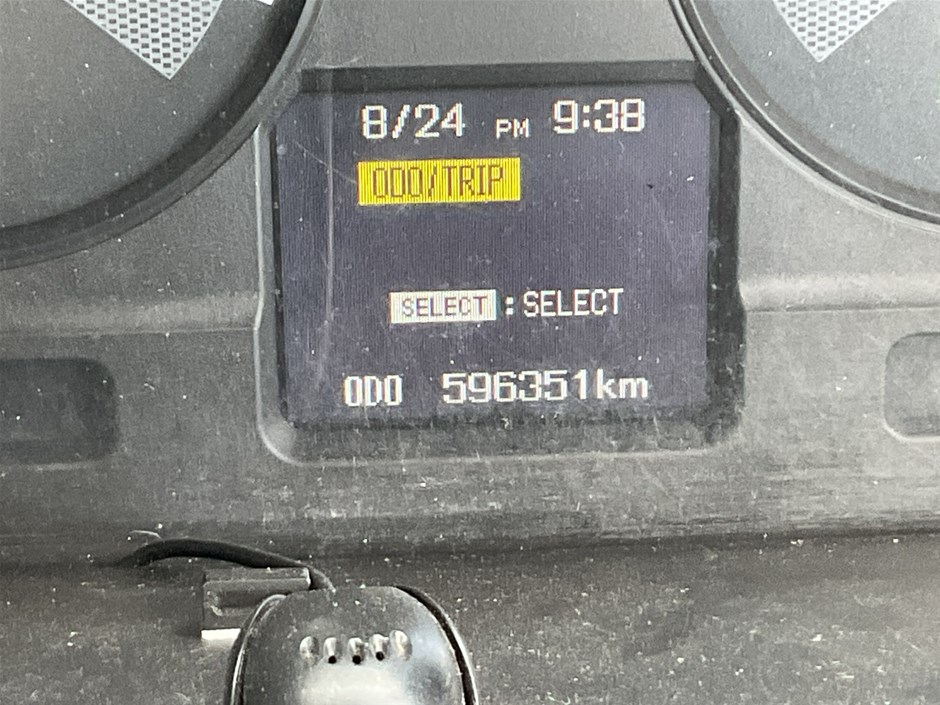 8/24 PM 9:38
ODO/TRIP
SELECT : SELECT
ODO 596351km